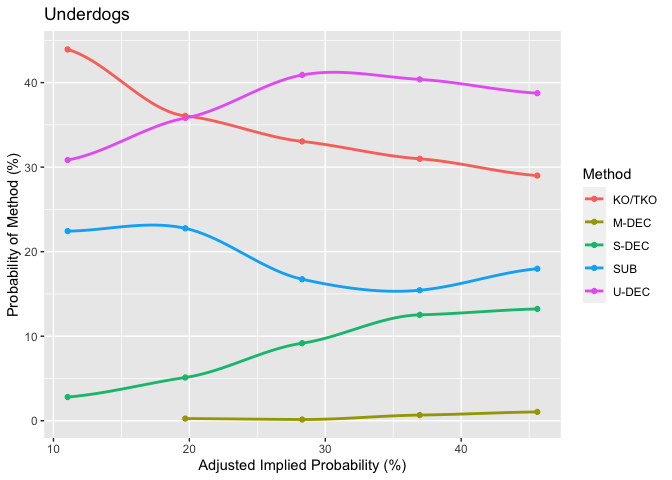 Underdogs
Probability of Method (%)
40
30
20
10
0
10 20 30 40
Adjusted Implied Probability (%)
Method
KO/TKO
M-DEC
S-DEC
SUB
U-DEC